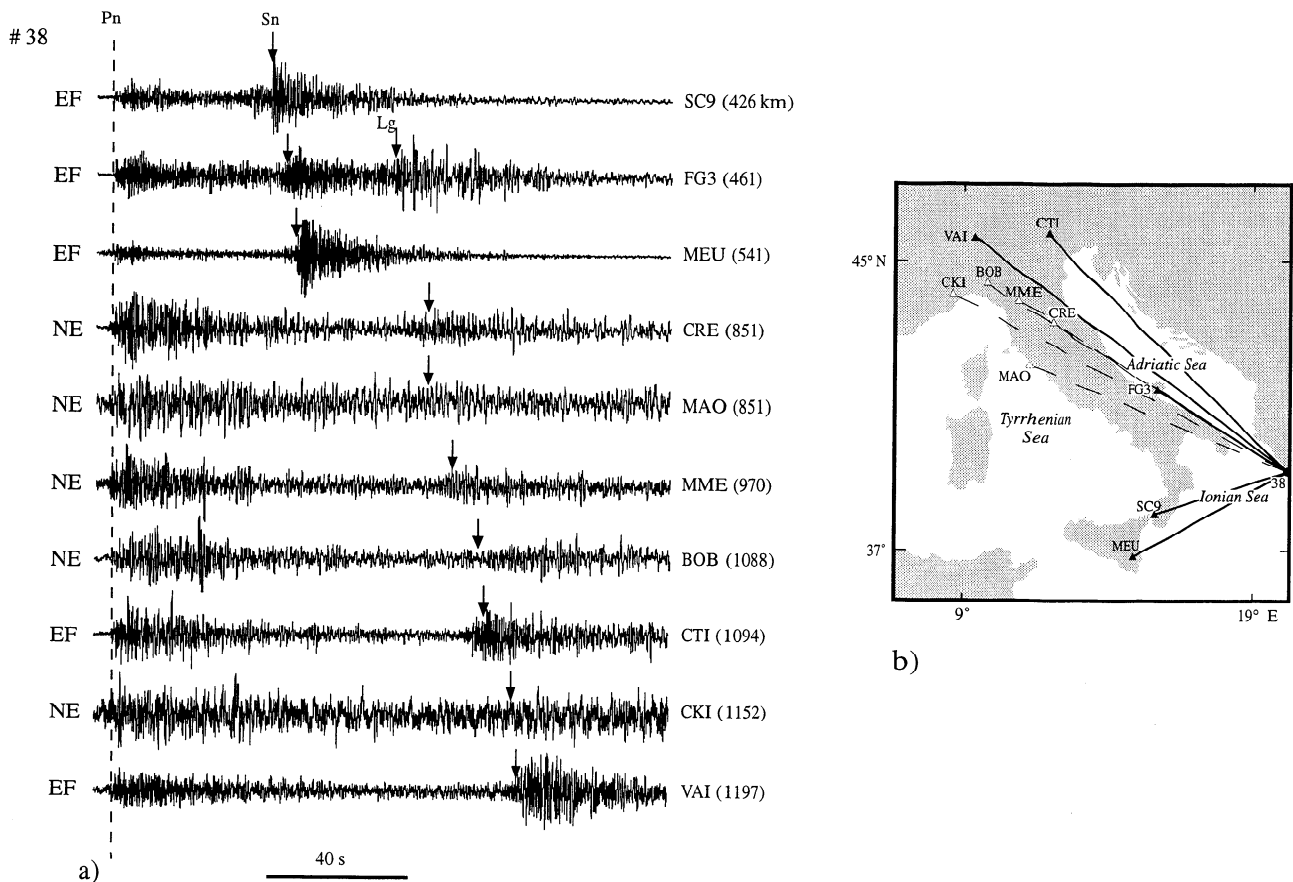 Pn
Sn
# 38
EF
SC9 (426 km)
Lg
EF
FG3 (461)
EF
MEU (541)
NE
CRE (851)
NE
MAO (851)
NE
MME (970)
NE
BOB (1088)
EF
CTI (1094)
NE
CKI (1152)
EF
VAI (1197)
40 s
a)
CTI
VAI
45° N
BOB
CKI
MME
CRE
Adriatic Sea
MAO
FG3
Tyrrhenian
Sea
38
Ionian Sea
SC9
MEU
37°
9°
19° E
b)